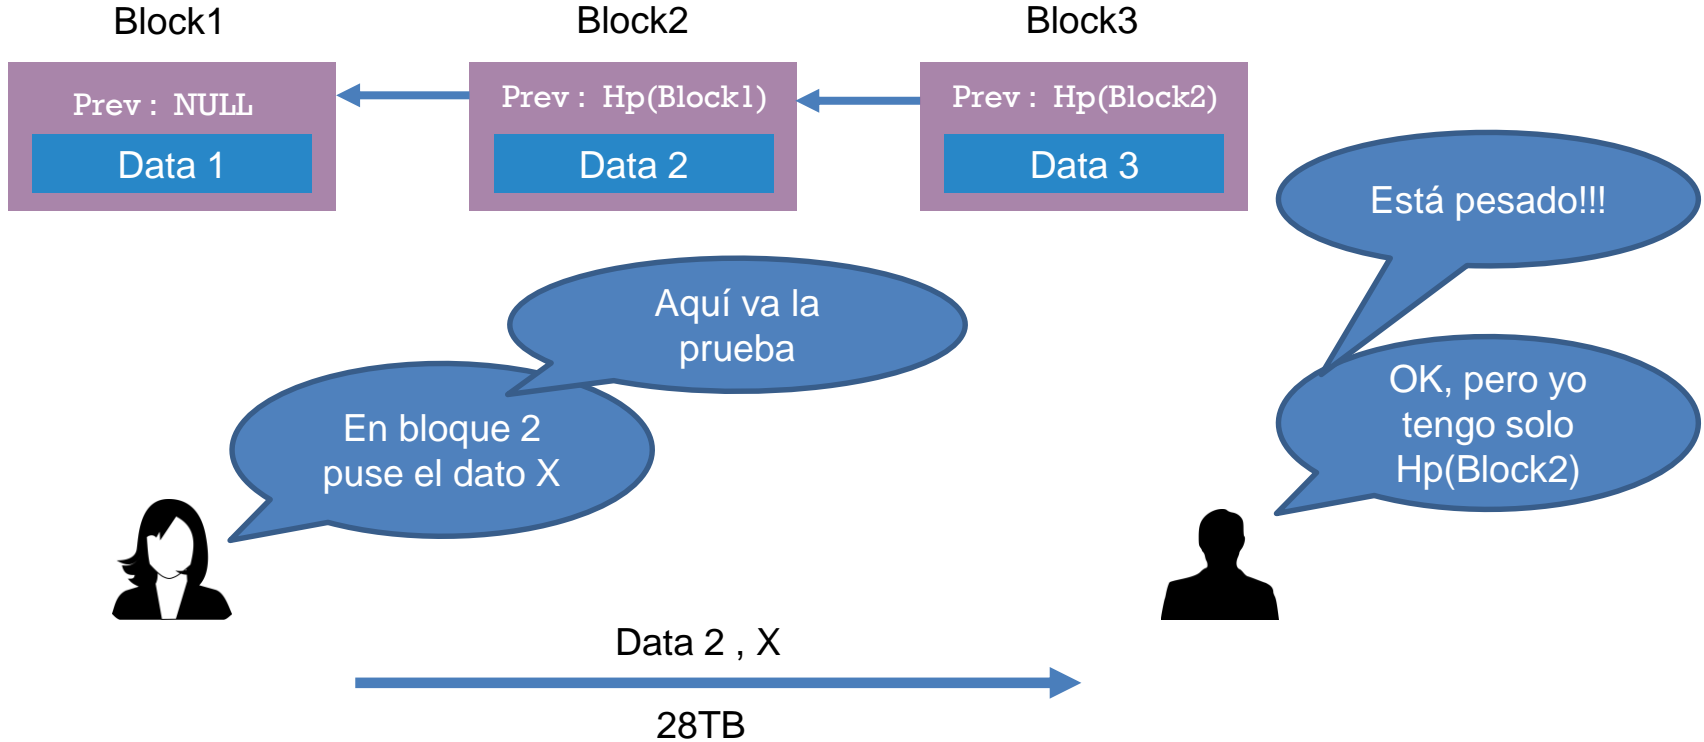 Block1
Block2
Block3
Prev : NULL
Prev : Hp(Block1)
Prev : Hp(Block2)
Data 1
Data 2
Data 3
Está pesado!!!
Aquí va la
prueba
OK, pero yo
tengo solo
Hp(Block2)
En bloque 2
puse el dato X
Data 2 , X
28TB